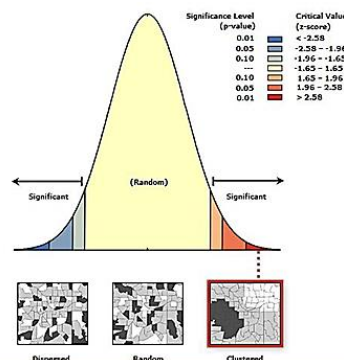 Significance Level Critical Value
(p-value) (z-score)
0.01 < -2.58
0.05 -2.58 – -1.96
0.10 -1.96 – -1.65
--- -1.65 – 1.65
0.10 1.65 – 1.96
0.05 1.96 – 2.58
0.01 > 2.58
(Random)
Significant Significant
Dispersed Random Clustered